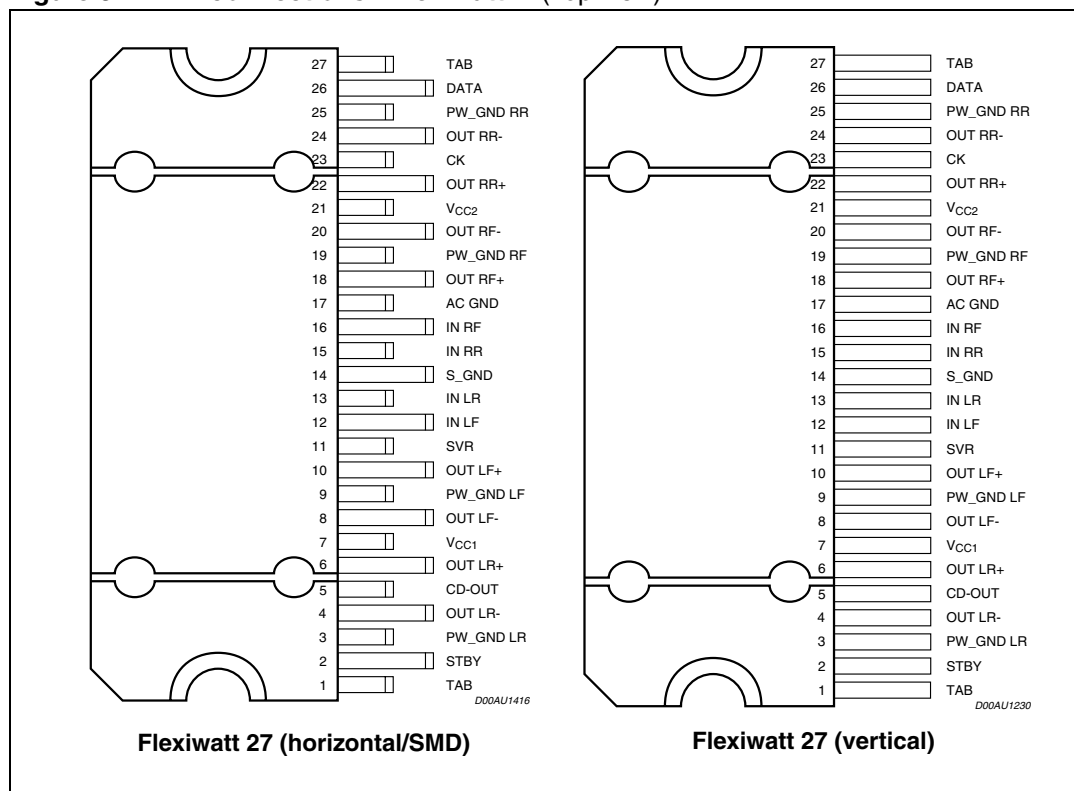 (
27 TAB
26 DATA
25 PW_GND RR
24 OUT RR-
23 CK
22 OUT RR+
21 VCC2
20 OUT RF-
19 PW_GND RF
18 OUT RF+
17 AC GND
16 IN RF
15 IN RR
14 S_GND
13 IN LR
12 IN LF
11 SVR
10 OUT LF+
9 PW_GND LF
8 OUT LF-
7 VCC1
6 OUT LR+
5 CD-OUT
4 OUT LR-
3 PW_GND LR
2 STBY
1 TAB
D00AU1416
Flexiwatt 27 (horizontal/SMD)
27 TAB
26 DATA
25 PW_GND RR
24 OUT RR-
23 CK
22 OUT RR+
21 VCC2
20 OUT RF-
19 PW_GND RF
18 OUT RF+
17 AC GND
16 IN RF
15 IN RR
14 S_GND
13 IN LR
12 IN LF
11 SVR
10 OUT LF+
9 PW_GND LF
8 OUT LF-
7 VCC1
6 OUT LR+
5 CD-OUT
4 OUT LR-
3 PW_GND LR
2 STBY
1 TAB
D00AU1230
Flexiwatt 27 (vertical)